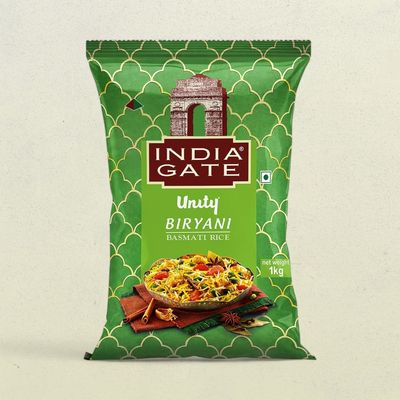 INDIA®
GATE
Unity
BIRYANI
BASMATI RICE
net weight
1kg